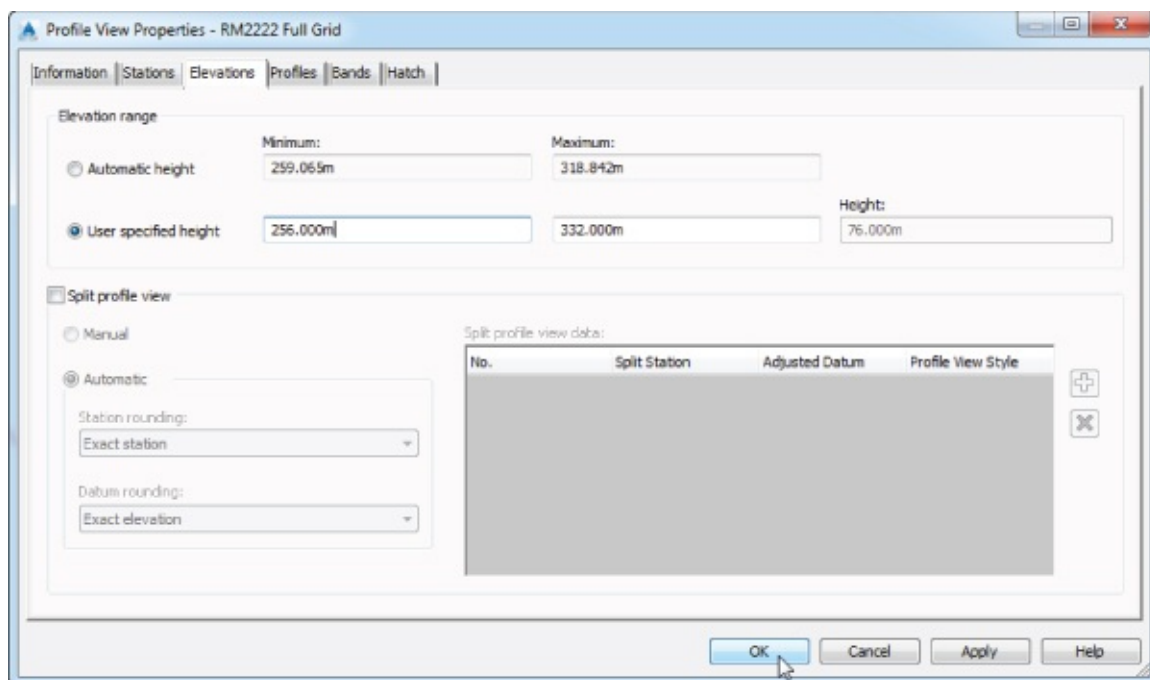 Profile View Properties - RM2222 Full Grid
Information Stations Elevations Profiles Bands Hatch
Elevation range
Minimum: Maximum:
Automatic height 259.065m 318.842m
Height:
User specified height 256.000m 332.000m 76.000m
Split profile view
Manual Split profile view data:
No. Split Station Adjusted Datum Profile View Style
Automatic
Station rounding:
Exact station
Datum rounding:
Exact elevation
OK Cancel Apply Help